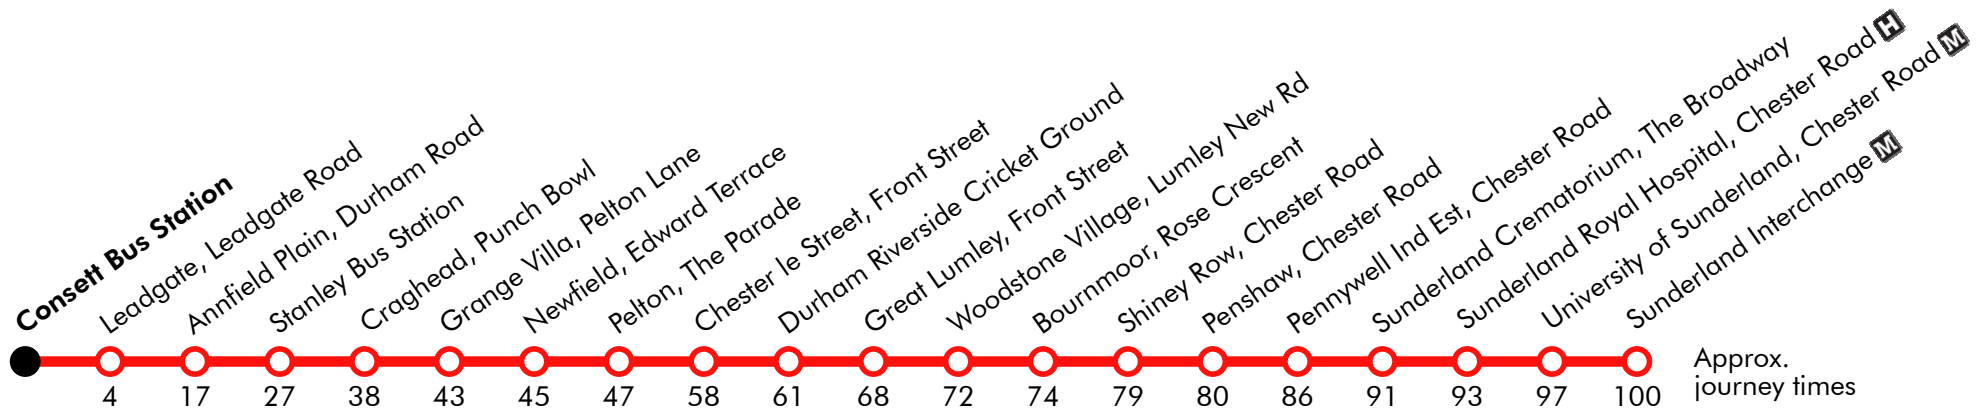 Consett Bus Station
Leadgate, Leadgate Road
Annfield Plain, Durham Road
Stanley Bus Station
Craghead, Punch Bowl
Grange Villa, Pelton Lane
Newfield, Edward Terrace
Pelton, The Parade
Chester le Street, Front Street
Durham Riverside Cricket Ground
Great Lumley, Front Street
Woodstone Village, Lumley New Rd
Bournmoor, Rose Crescent
Shiney Row, Chester Road
Penshaw, Chester Road
Pennywell Ind Est, Chester Road
Sunderland Crematorium, The Broadway
Sunderland Royal Hospital, Chester Road H
University of Sunderland, Chester Road M
Sunderland Interchange M
4 17 27 38 43 45 47 58 61 68 72 74 79 80 86 91 93 97 100
Approx.
journey times